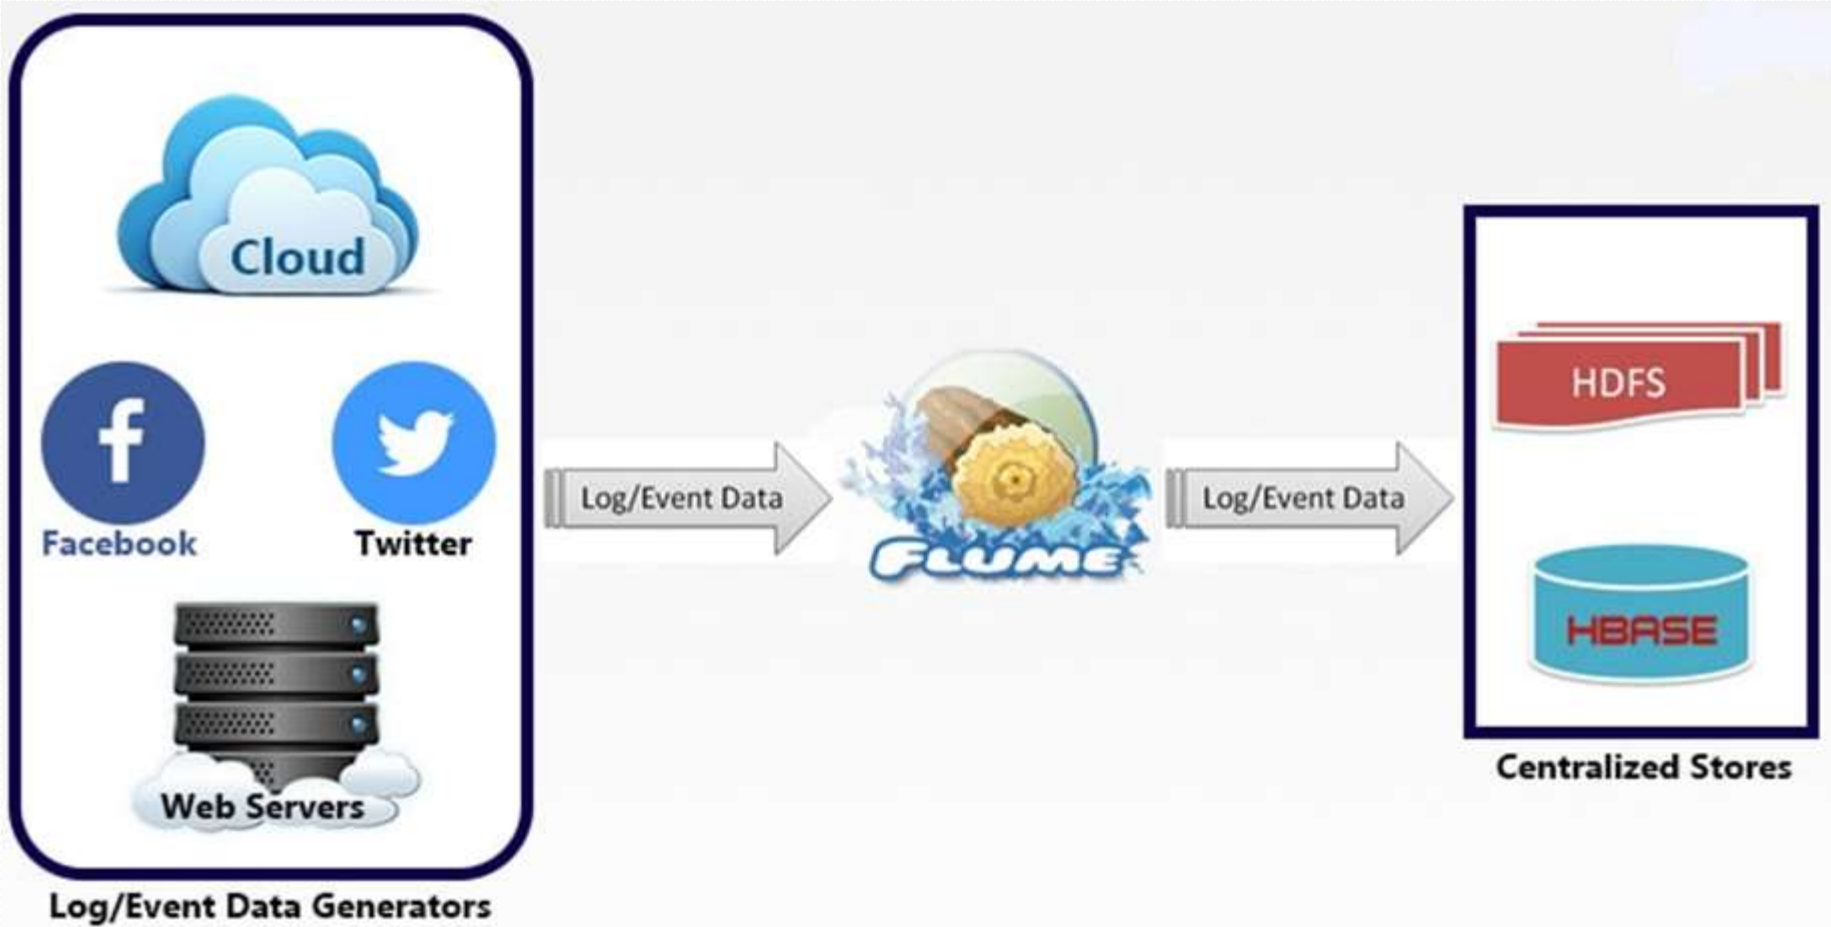 Cloud
Facebook
Twitter
Web Servers
Log/Event Data Generators
Log/Event Data
FLUME
Log/Event Data
HDFS
HBASE
Centralized Stores